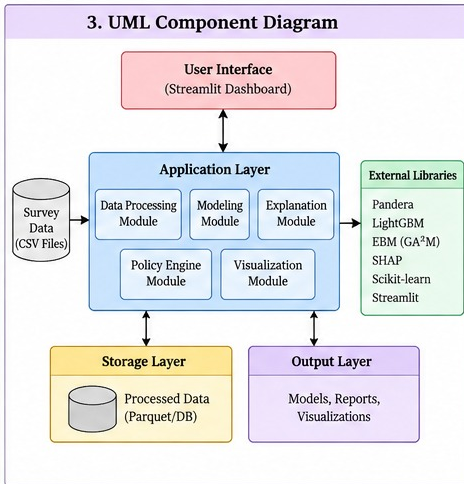 3. UML Component Diagram
User Interface
(Streamlit Dashboard)
Survey
Data
(CSV Files)
Application Layer
Data Processing
Module
Modeling
Module
Explanation
Module
Policy Engine
Module
Visualization
Module
External Libraries
Pandera
LightGBM
EBM (GA²M)
SHAP
Scikit-learn
Streamlit
Storage Layer
Processed Data
(Parquet/DB)
Output Layer
Models, Reports,
Visualizations